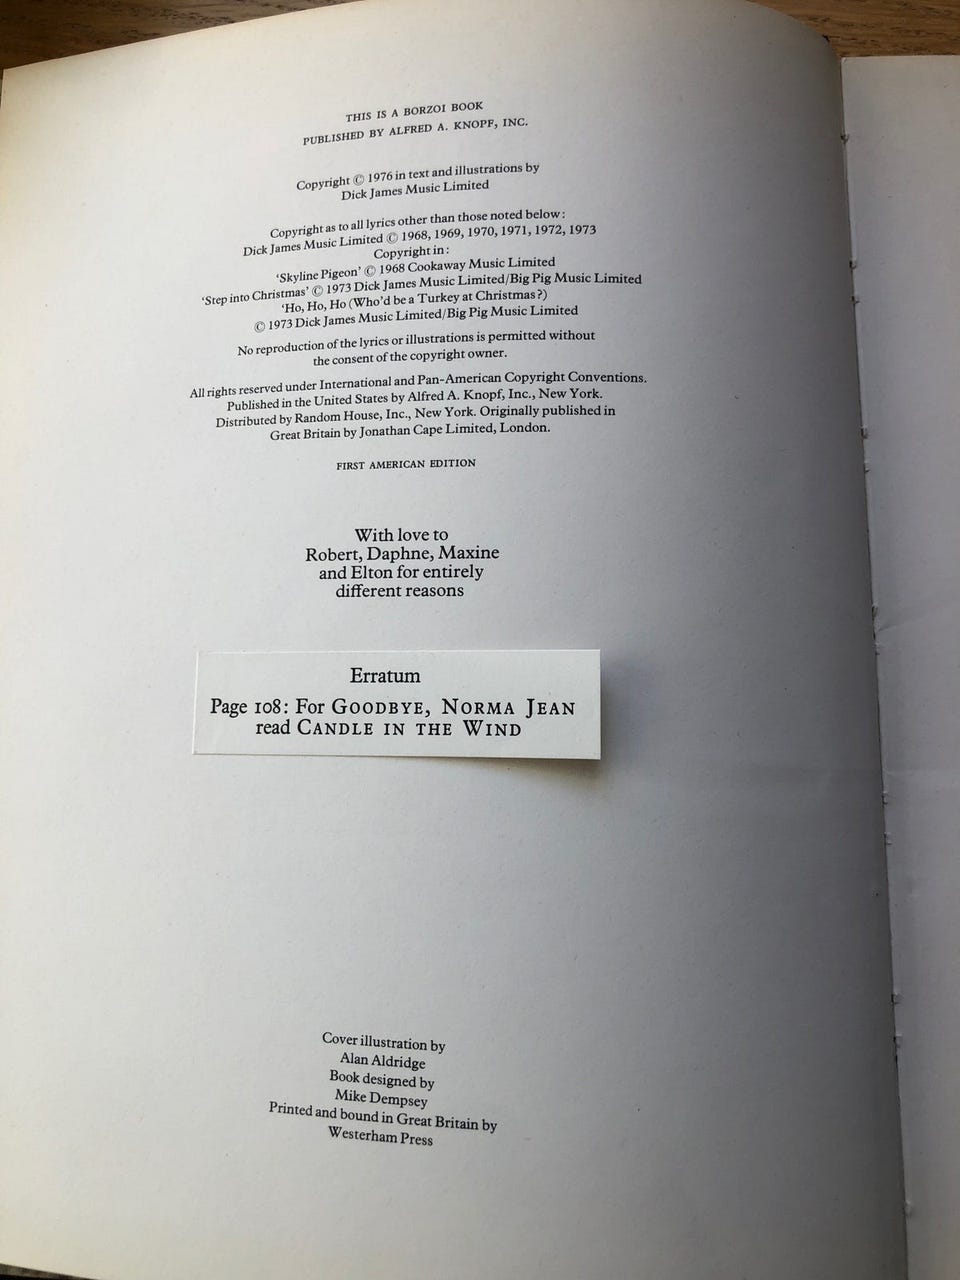 THIS IS A BORZOI BOOK
PUBLISHED BY ALFRED A. KNOPF, INC.
Copyright © 1976 in text and illustrations by
Dick James Music Limited
Copyright as to all lyrics other than those noted below:
Dick James Music Limited © 1968, 1969, 1970, 1971, 1972, 1973
Copyright in:
‘Skyline Pigeon’ © 1968 Cookaway Music Limited
‘Step into Christmas’ © 1973 Dick James Music Limited/Big Pig Music Limited
‘Ho, Ho, Ho (Who’d be a Turkey at Christmas?)
© 1973 Dick James Music Limited/Big Pig Music Limited
No reproduction of the lyrics or illustrations is permitted without
the consent of the copyright owner.
All rights reserved under International and Pan-American Copyright Conventions.
Published in the United States by Alfred A. Knopf, Inc., New York.
Distributed by Random House, Inc., New York. Originally published in
Great Britain by Jonathan Cape Limited, London.
FIRST AMERICAN EDITION
With love to
Robert, Daphne, Maxine
and Elton for entirely
different reasons
Erratum
Page 108: For GOODBYE, NORMA JEAN
read CANDLE IN THE WIND
Cover illustration by
Alan Aldridge
Book designed by
Mike Dempsey
Printed and bound in Great Britain by
Westerham Press